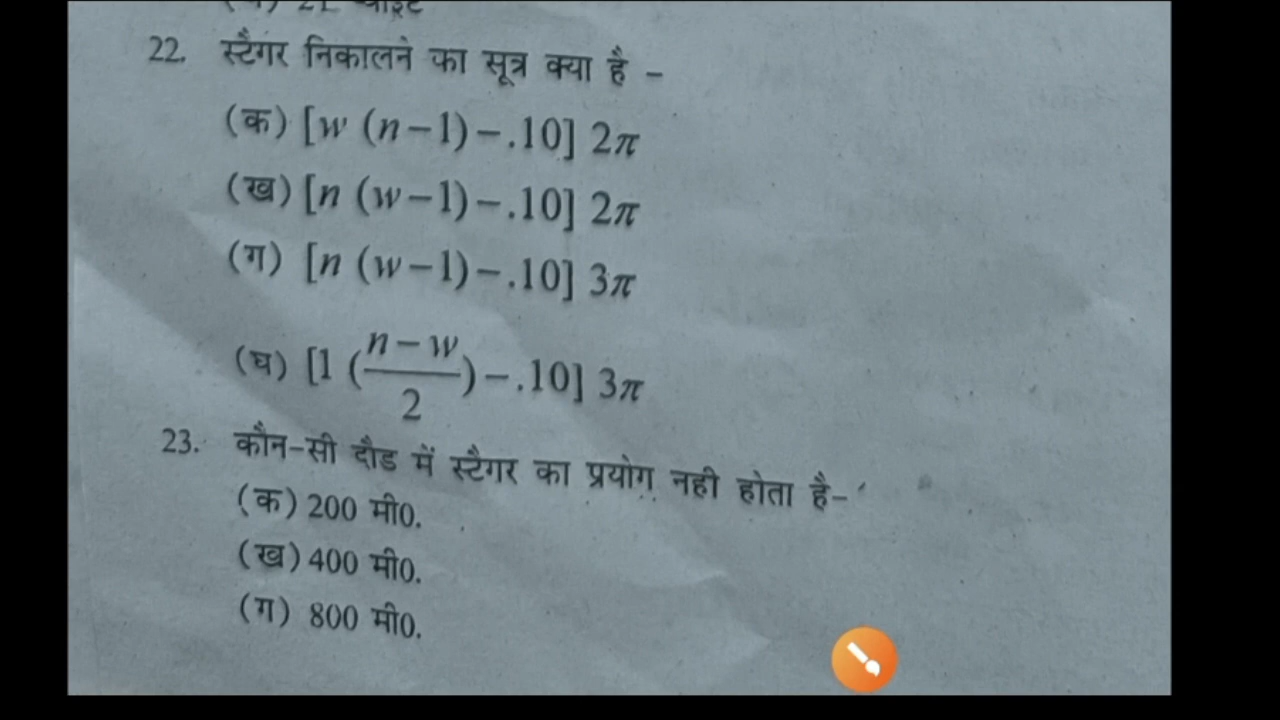 22. स्टैगर निकालने का सूत्र क्या है -
(क) [w (n-1)-.10] 2π
(ख) [n (w-1)-.10] 2π
(ग) [n (w-1)-.10] 3π
(घ) [1 (\frac{n-w}{2})-.10] 3π
23. कौन-सी दौड में स्टैगर का प्रयोग नही होता है-
(क) 200 मी0.
(ख) 400 मी0.
(ग) 800 मी0.